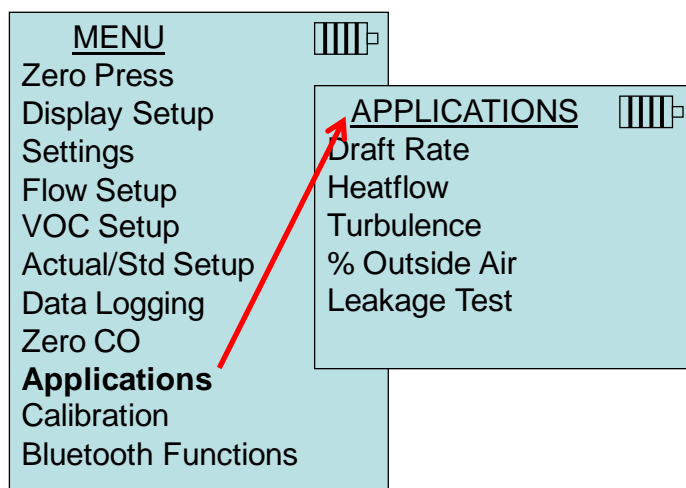 MENU
Zero Press
Display Setup
Settings
Flow Setup
VOC Setup
Actual/Std Setup
Data Logging
Zero CO
Applications
Calibration
Bluetooth Functions
APPLICATIONS
Draft Rate
Heatflow
Turbulence
% Outside Air
Leakage Test